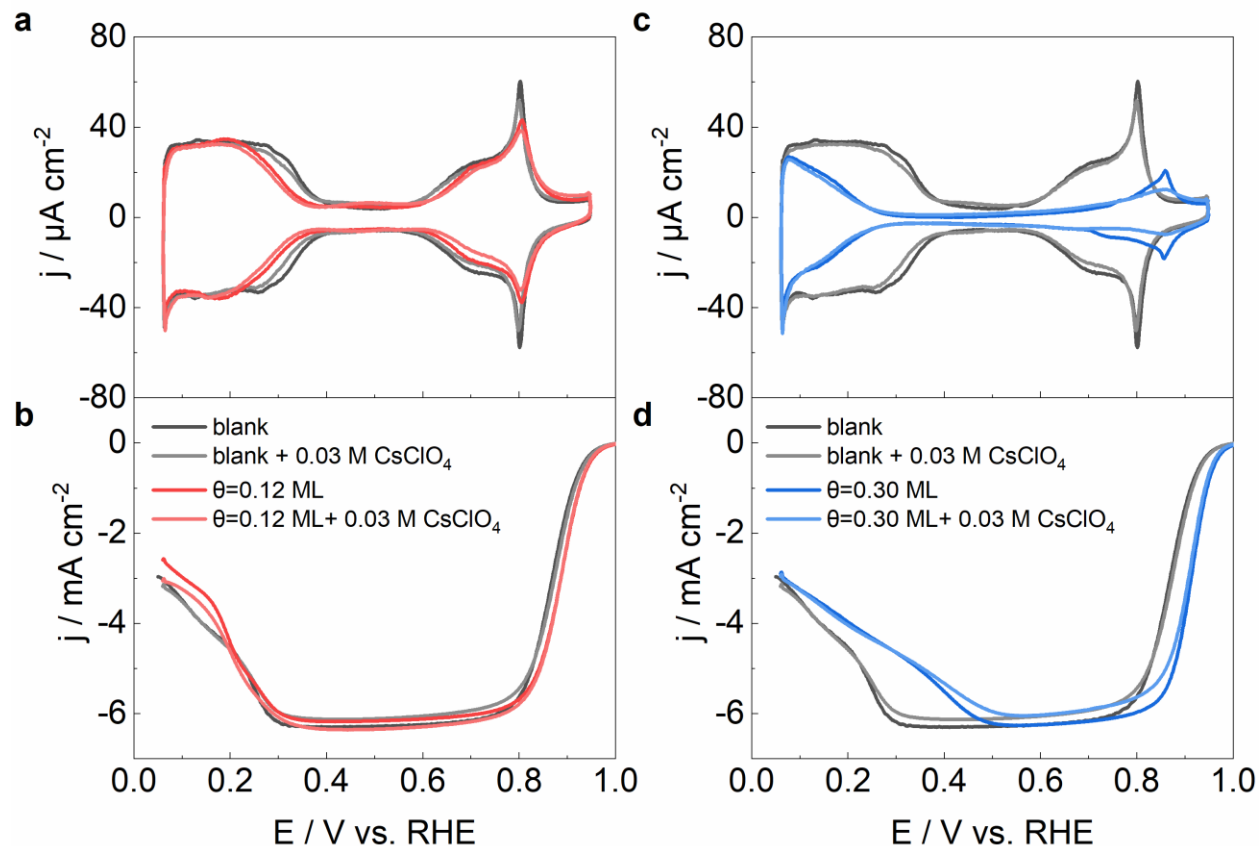 a
80
40
0
-40
-80
j / μA cm⁻²
b
0
-2
-4
-6
j / mA cm⁻²
blank
blank + 0.03 M CsClO₄
θ=0.12 ML
θ=0.12 ML+ 0.03 M CsClO₄
0.0 0.2 0.4 0.6 0.8 1.0
E / V vs. RHE
c
80
40
0
-40
-80
j / μA cm⁻²
d
0
-2
-4
-6
j / mA cm⁻²
blank
blank + 0.03 M CsClO₄
θ=0.30 ML
θ=0.30 ML+ 0.03 M CsClO₄
0.0 0.2 0.4 0.6 0.8 1.0
E / V vs. RHE